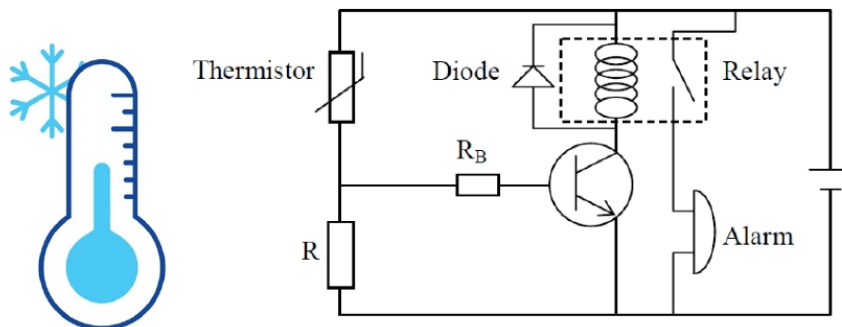 Thermistor
Diode
Relay
R_B
R
Alarm